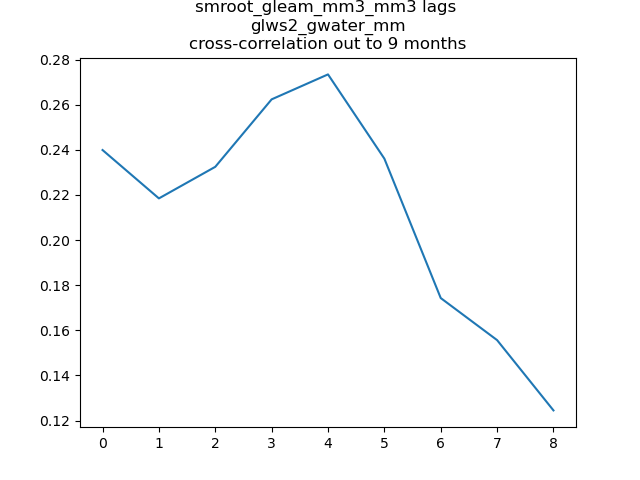 smroot_gleam_mm3_mm3 lags
glws2_gwater_mm
cross-correlation out to 9 months
0.28
0.26
0.24
0.22
0.20
0.18
0.16
0.14
0.12
0 1 2 3 4 5 6 7 8